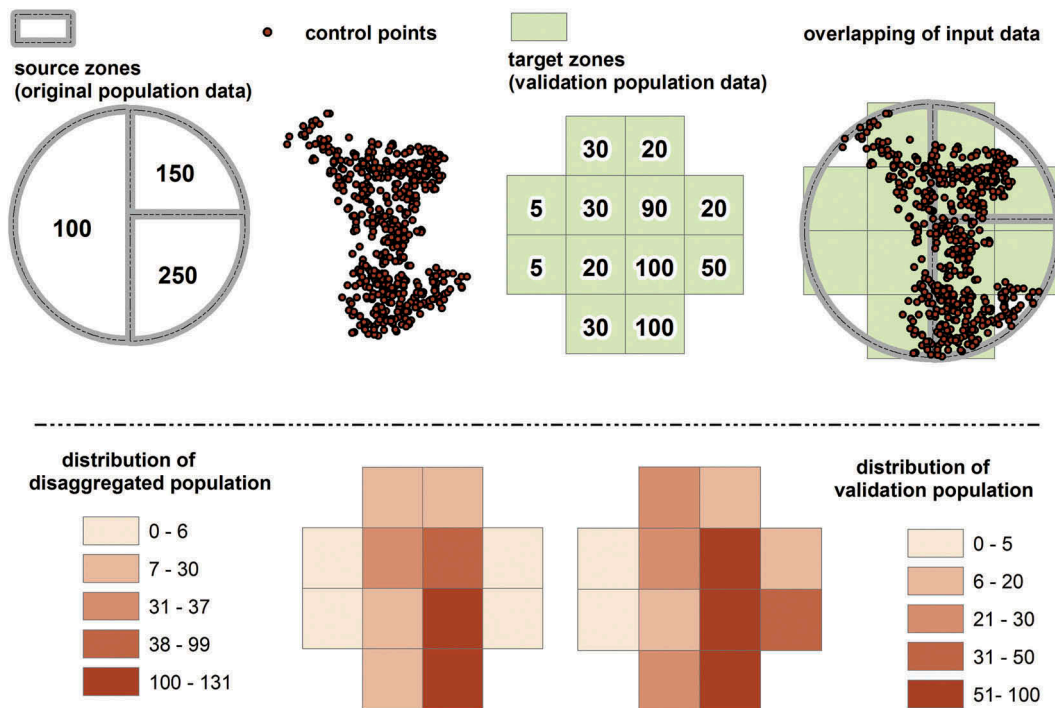 source zones
(original population data)
control points
target zones
(validation population data)
overlapping of input data
100
150
250
30 20
5 30 90 20
5 20 100 50
30 100
distribution of
disaggregated population
0 - 6
7 - 30
31 - 37
38 - 99
100 - 131
distribution of
validation population
0 - 5
6 - 20
21 - 30
31 - 50
51- 100